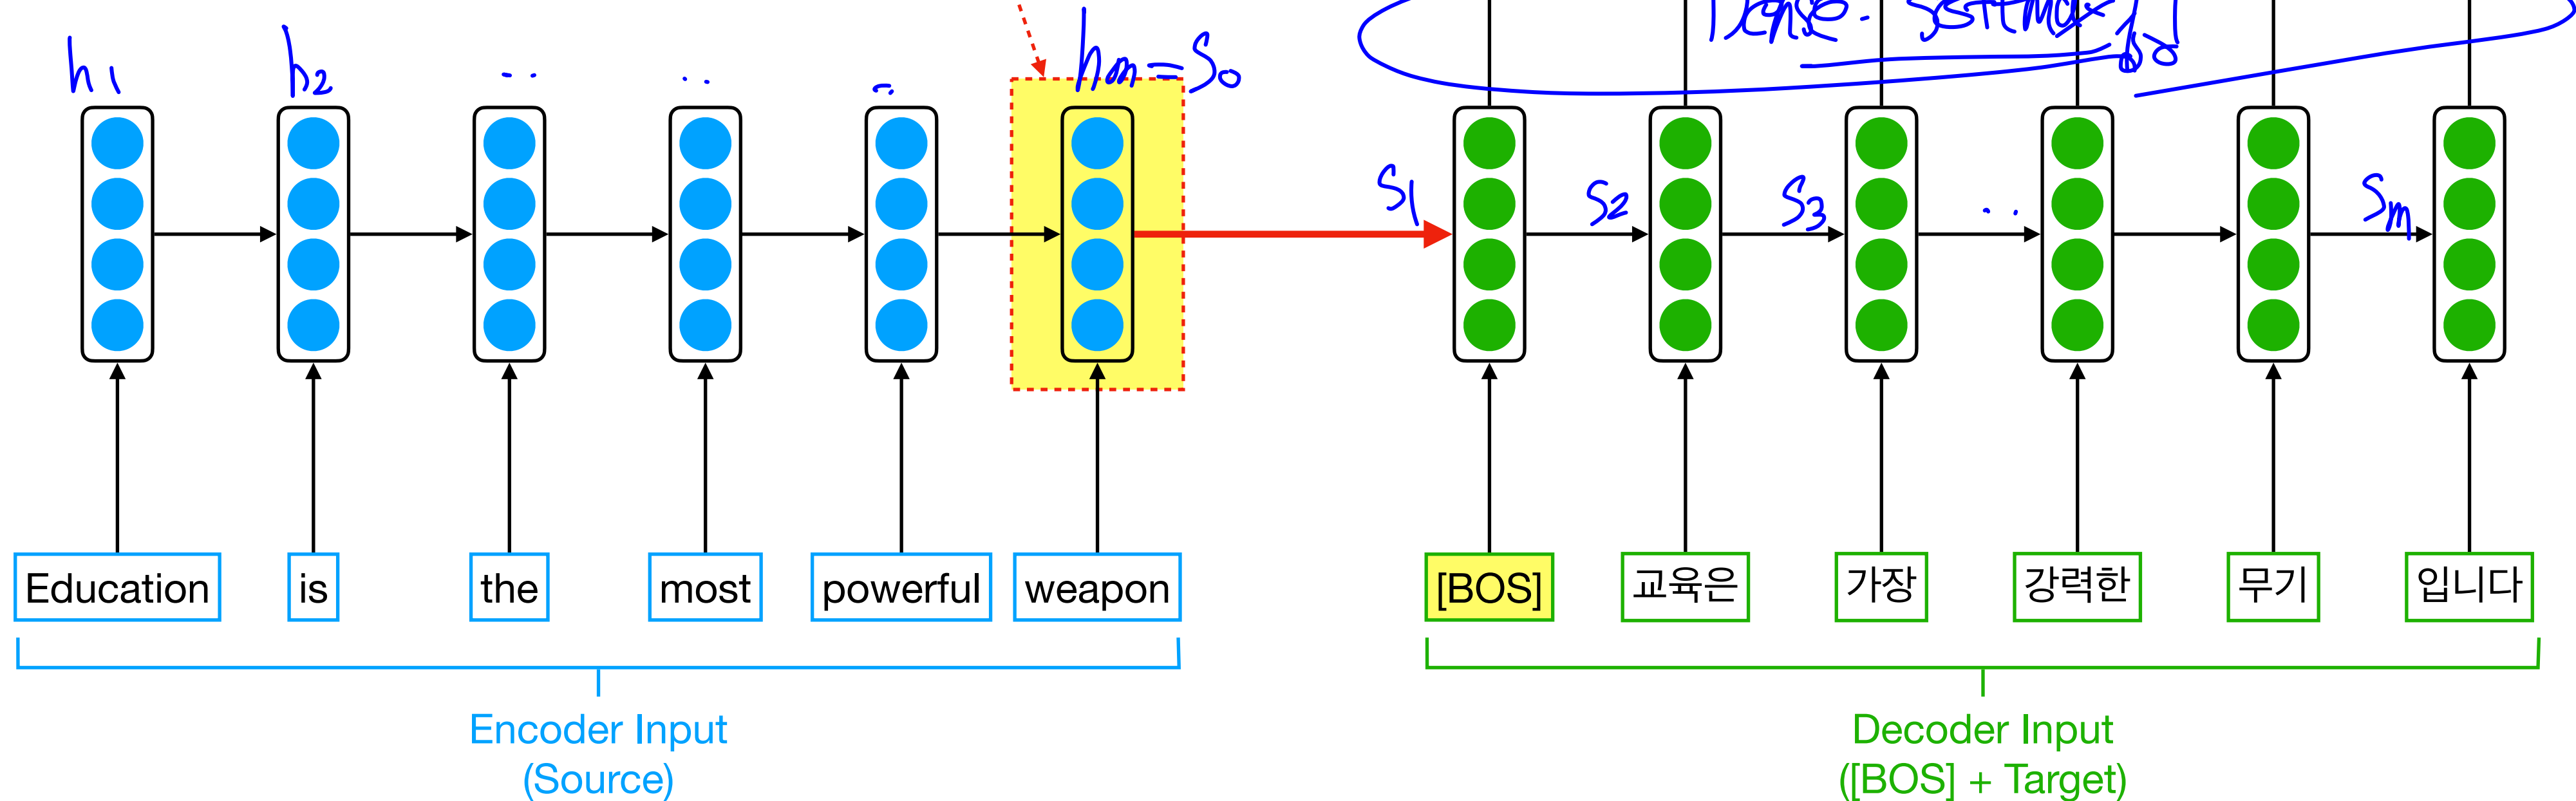 h1 h2 .. .. .. hm = S0
S1 S2 S3 .. Sm
Education is the most powerful weapon [BOS] 교육은 가장 강력한 무기 입니다
Encoder Input Decoder Input
(Source) ([BOS] + Target)